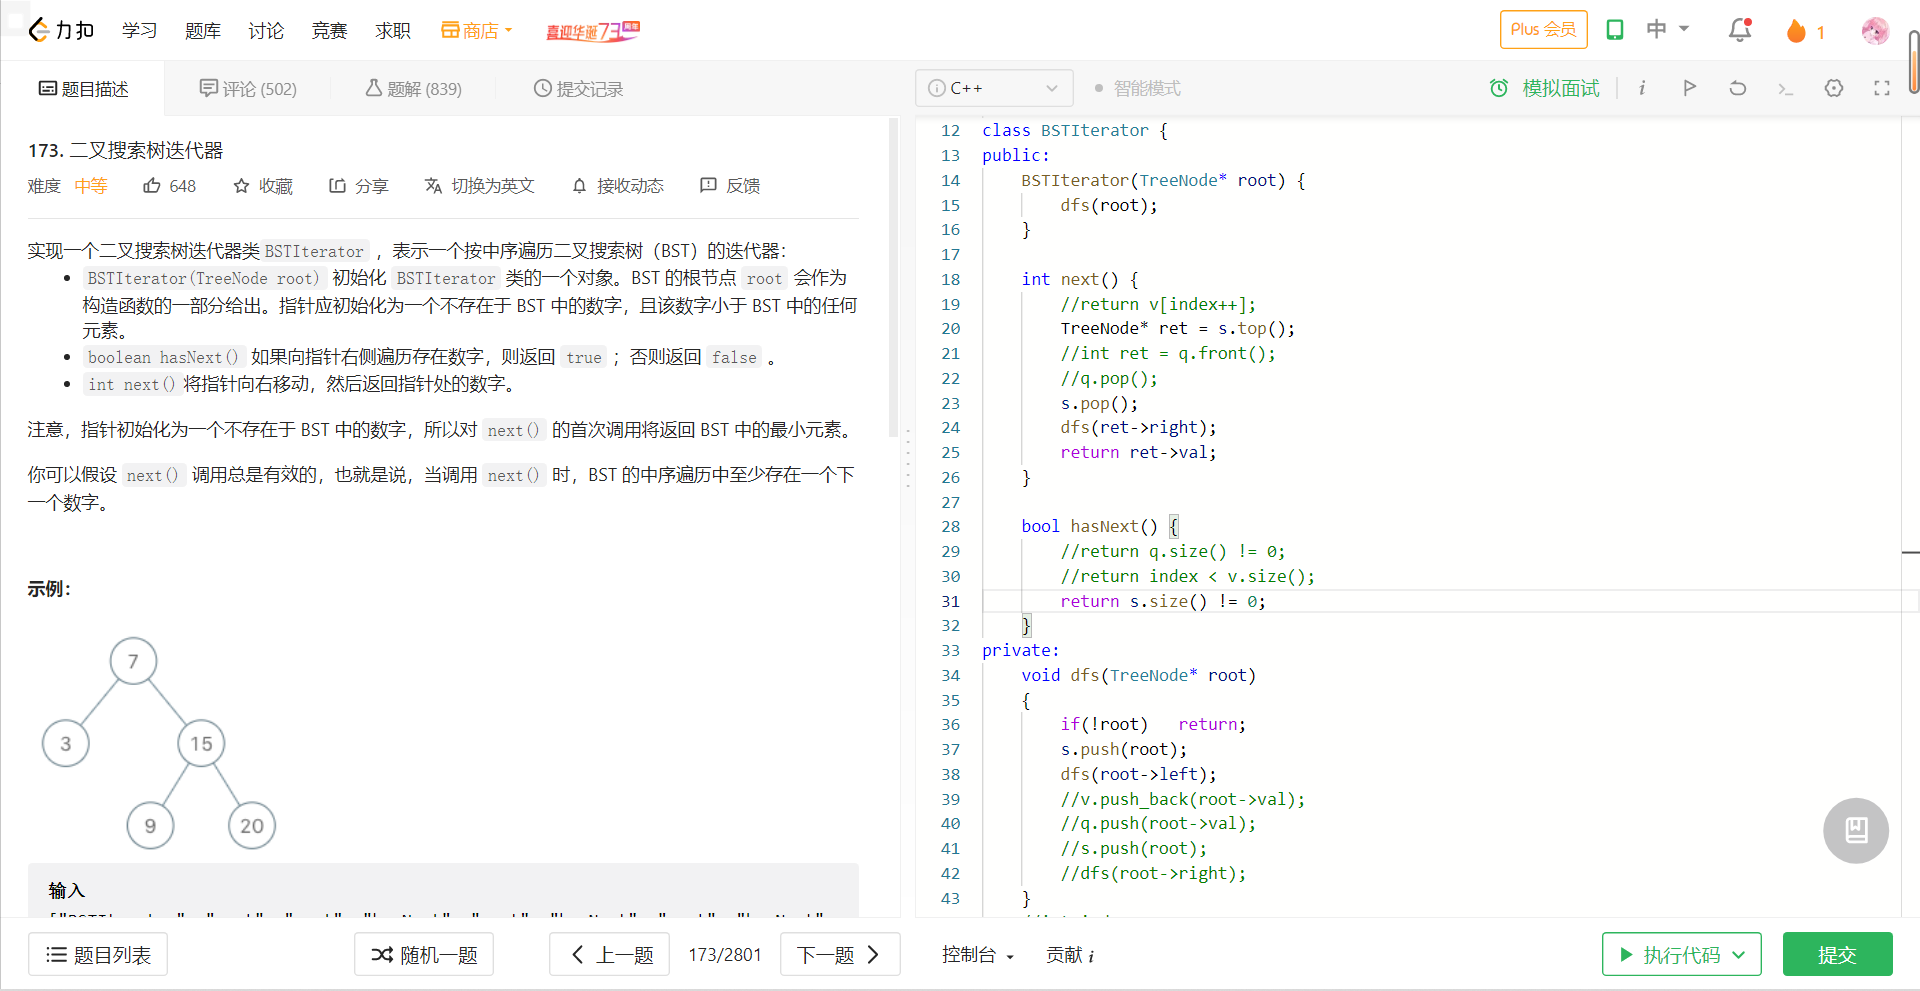 力扣 学习 题库 讨论 竞赛 求职 商店 喜迎华诞73周年 Plus 会员 中 1
题目描述 评论 (502) 题解 (839) 提交记录
C++ 智能模式 模拟面试 i
173. 二叉搜索树迭代器
难度 中等 648 收藏 分享 切换为英文 接收动态 反馈
实现一个二叉搜索树迭代器类 BSTIterator ，表示一个按中序遍历二叉搜索树（BST）的迭代器：
BSTIterator(TreeNode root) 初始化 BSTIterator 类的一个对象。BST 的根节点 root 会作为
构造函数的一部分给出。指针应初始化为一个不存在于 BST 中的数字，且该数字小于 BST 中的任何
元素。
boolean hasNext() 如果向指针右侧遍历存在数字，则返回 true ；否则返回 false 。
int next() 将指针向右移动，然后返回指针处的数字。
注意，指针初始化为一个不存在于 BST 中的数字，所以对 next() 的首次调用将返回 BST 中的最小元素。
你可以假设 next() 调用总是有效的，也就是说，当调用 next() 时，BST 的中序遍历中至少存在一个下
一个数字。
示例：
7
3 15
9 20
输入
12 class BSTIterator {
13 public:
14 BSTIterator(TreeNode* root) {
15 dfs(root);
16 }
17
18 int next() {
19 //return v[index++];
20 TreeNode* ret = s.top();
21 //int ret = q.front();
22 //q.pop();
23 s.pop();
24 dfs(ret->right);
25 return ret->val;
26 }
27
28 bool hasNext() {
29 //return q.size() != 0;
30 //return index < v.size();
31 return s.size() != 0;
32 }
33 private:
34 void dfs(TreeNode* root)
35 {
36 if(!root) return;
37 s.push(root);
38 dfs(root->left);
39 //v.push_back(root->val);
40 //q.push(root->val);
41 //s.push(root);
42 //dfs(root->right);
43 }
题目列表 随机一题 上一题 173/2801 下一题 控制台 贡献 i 执行代码 提交